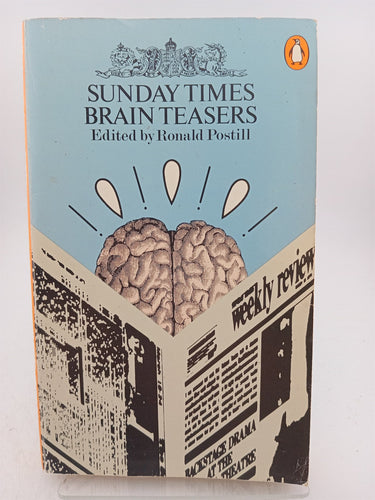 SUNDAY TIMES
BRAIN TEASERS
Edited by Ronald Postill
weekly review
BACKSTAGE DRAMA
AT THE
THEATRE